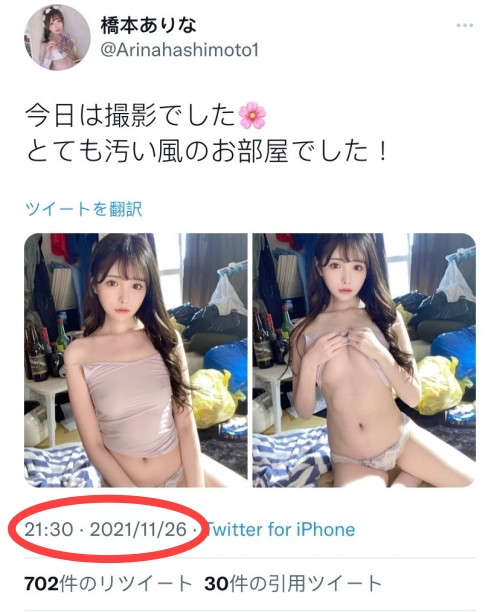 橋本ありな
@Arinahashimoto1
今日は撮影でした🌸
とても汚い風のお部屋でした！
ツイートを翻訳
21:30 · 2021/11/26 · Twitter for iPhone
702件のリツイート 30件の引用ツイート